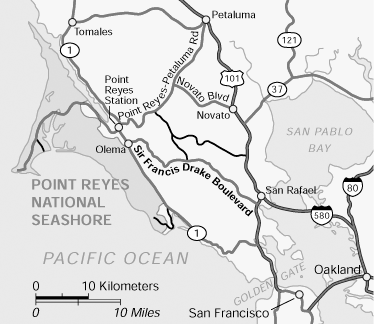 Petaluma
Tomales
1
121
101
Point
Reyes
Station
Point Reyes-Petaluma Rd
Novato Blvd
37
Novato
SAN PABLO
BAY
Olema
Sir Francis Drake Boulevard
POINT REYES
NATIONAL
SEASHORE
San Rafael
80
580
1
PACIFIC OCEAN
GOLDEN GATE
Oakland
0 10 Kilometers
0 10 Miles
San Francisco